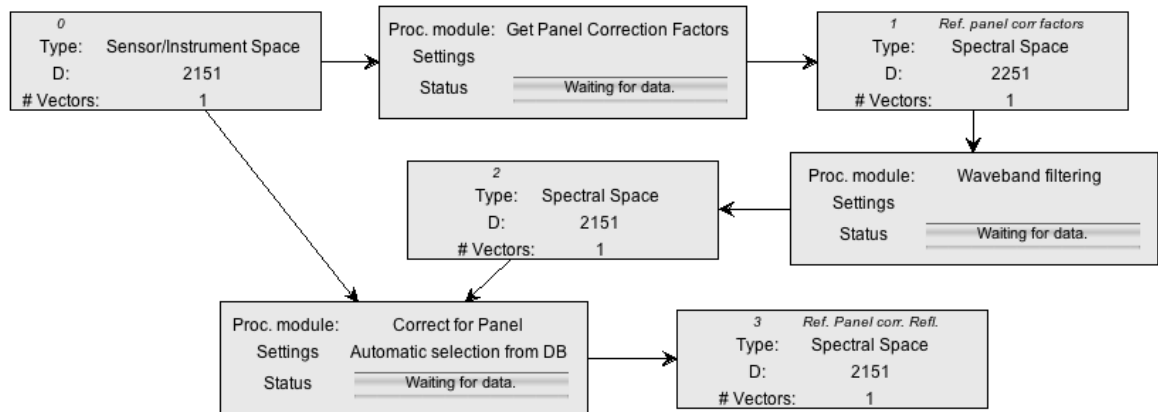 0
Type: Sensor/Instrument Space
D: 2151
# Vectors: 1
Proc. module: Get Panel Correction Factors
Settings
Status Waiting for data.
1 Ref. panel corr factors
Type: Spectral Space
D: 2251
# Vectors: 1
Proc. module: Waveband filtering
Settings
Status Waiting for data.
2
Type: Spectral Space
D: 2151
# Vectors: 1
Proc. module: Correct for Panel
Settings Automatic selection from DB
Status Waiting for data.
3 Ref. Panel corr. Refl.
Type: Spectral Space
D: 2151
# Vectors: 1